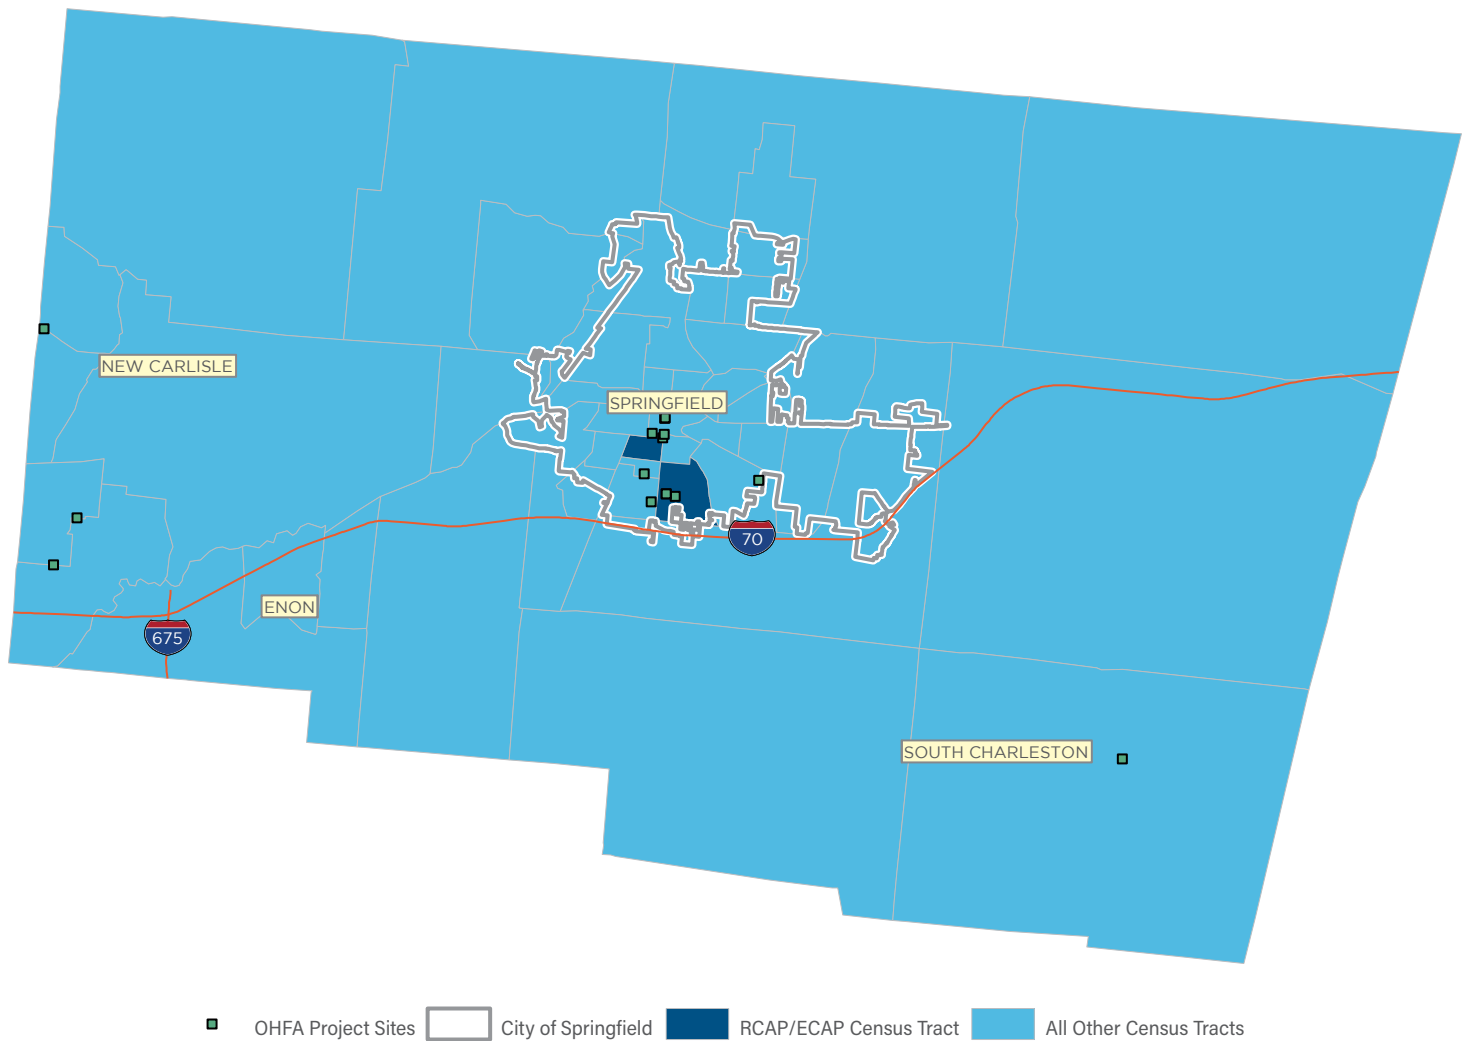 NEW CARLISLE
SPRINGFIELD
70
ENON
675
SOUTH CHARLESTON
OHFA Project Sites
City of Springfield
RCAP/ECAP Census Tract
All Other Census Tracts